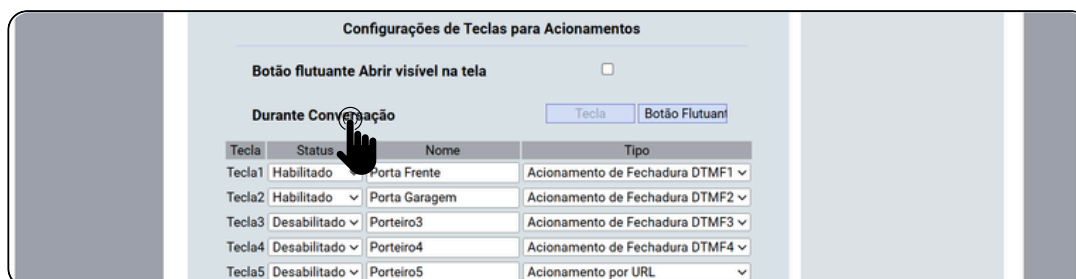 Configurações de Teclas para Acionamentos
Botão flutuante Abrir visível na tela
Durante Conversação Tecla Botão Flutuant
Tecla Status Nome Tipo
Tecla1 Habilitado Porta Frente Acionamento de Fechadura DTMF1
Tecla2 Habilitado Porta Garagem Acionamento de Fechadura DTMF2
Tecla3 Desabilitado Porteiro3 Acionamento de Fechadura DTMF3
Tecla4 Desabilitado Porteiro4 Acionamento de Fechadura DTMF4
Tecla5 Desabilitado Porteiro5 Acionamento por URL